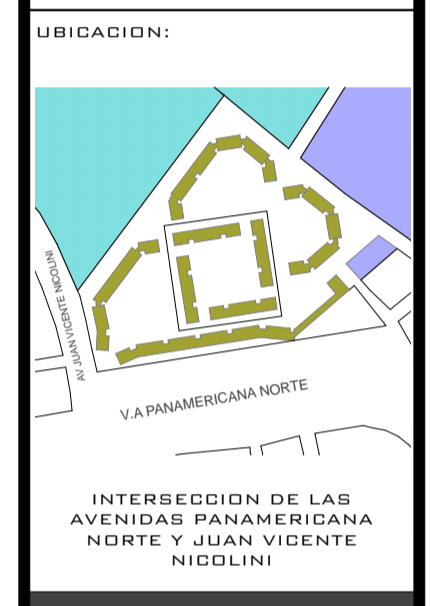 UBICACION:
AV JUAN VICENTE NICOLINI
V.A PANAMERICANA NORTE
INTERSECCION DE LAS
AVENIDAS PANAMERICANA
NORTE Y JUAN VICENTE
NICOLINI